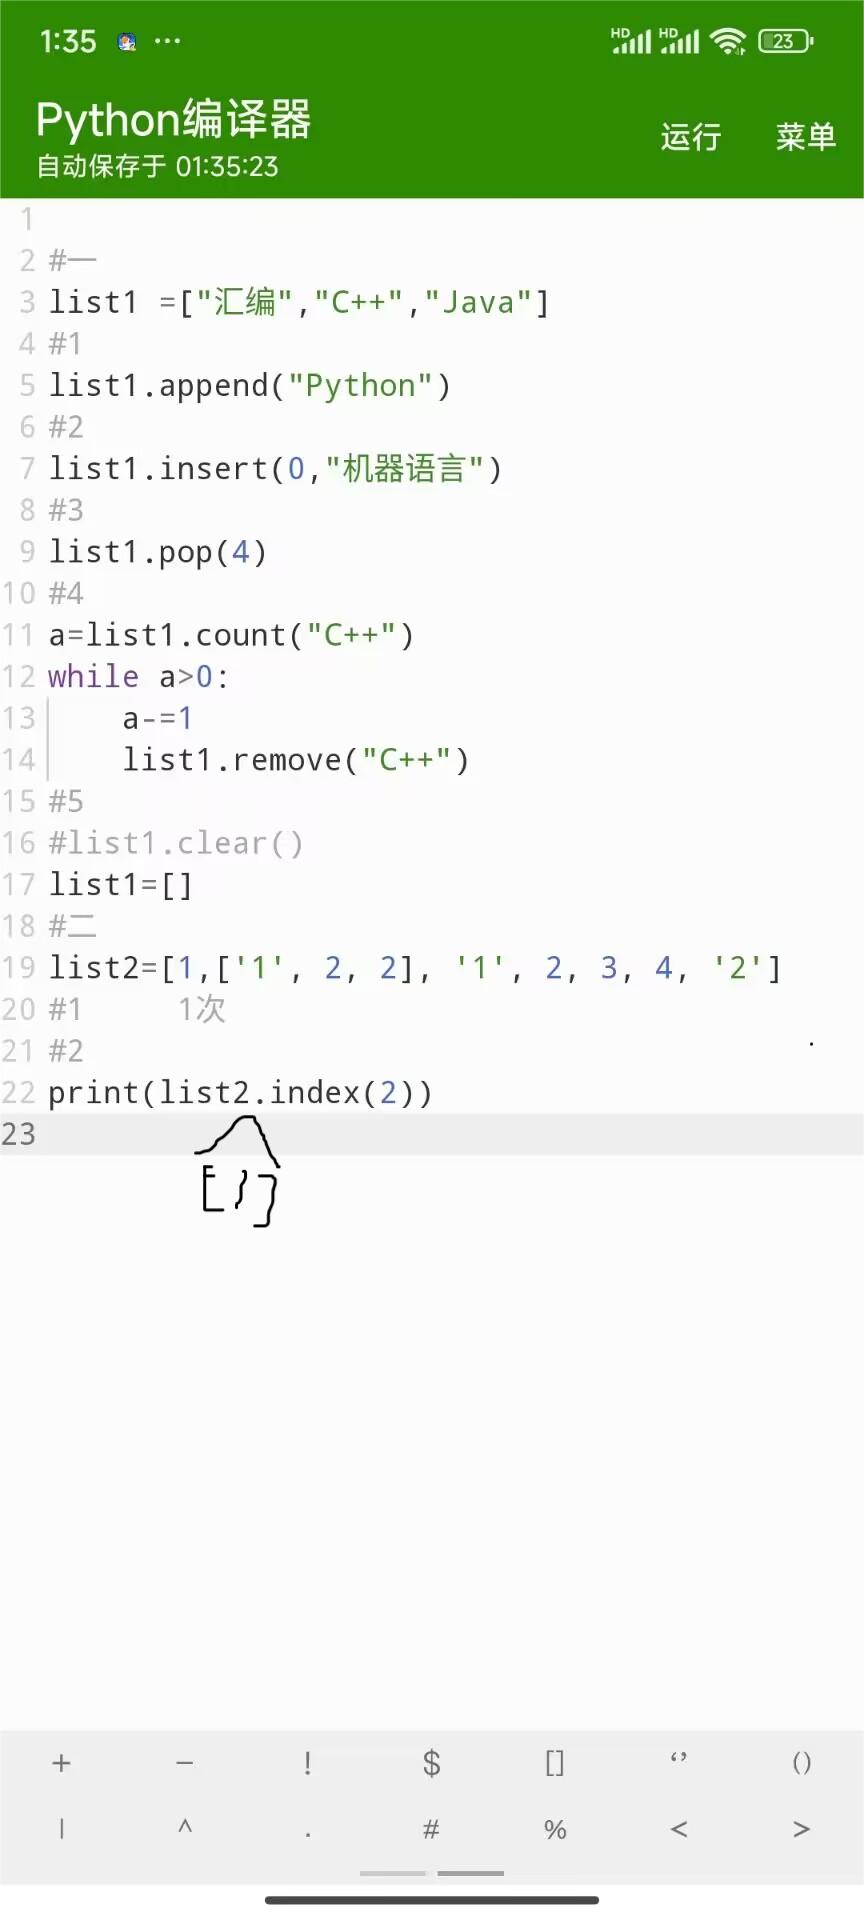 1:35 ... HD HD 23
Python编译器
自动保存于 01:35:23
运行 菜单
1
2 #一
3 list1 =["汇编","C++","Java"]
4 #1
5 list1.append("Python")
6 #2
7 list1.insert(0,"机器语言")
8 #3
9 list1.pop(4)
10 #4
11 a=list1.count("C++")
12 while a>0:
13     a-=1
14     list1.remove("C++")
15 #5
16 #list1.clear()
17 list1=[]
18 #二
19 list2=[1,['1', 2, 2], '1', 2, 3, 4, '2']
20 #1     1次
21 #2
22 print(list2.index(2))
23
[1]
+ − ! $ [] ‘’ ()
| ^ . # % < >